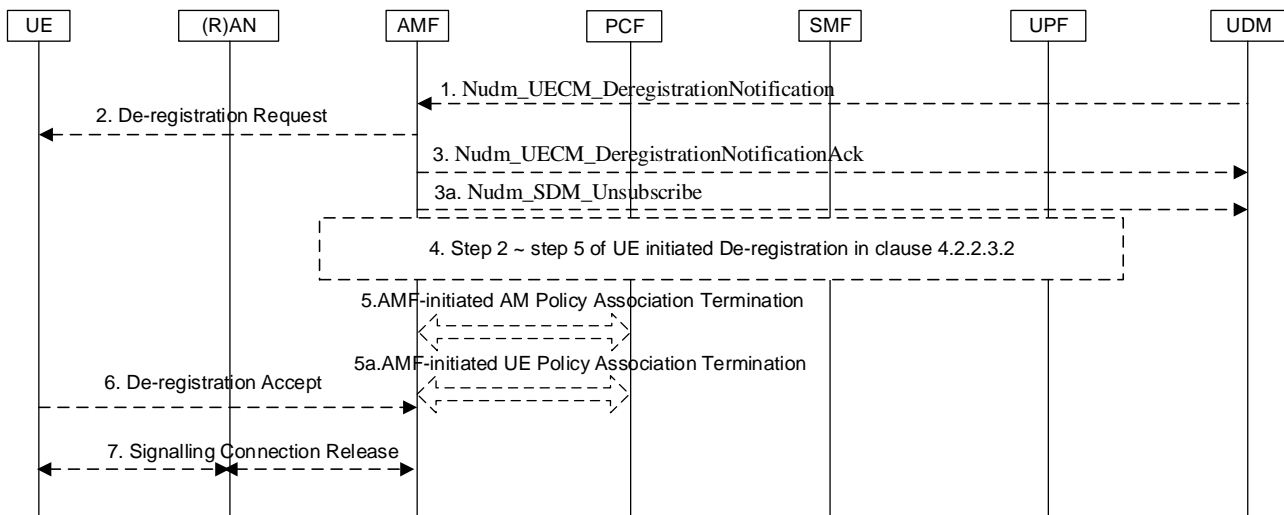 UE (R)AN AMF PCF SMF UPF UDM
1. Nudm_UECM_DeregistrationNotification
2. De-registration Request
3. Nudm_UECM_DeregistrationNotificationAck
3a. Nudm_SDM_Unsubscribe
4. Step 2 ~ step 5 of UE initiated De-registration in clause 4.2.2.3.2
5.AMF-initiated AM Policy Association Termination
5a.AMF-initiated UE Policy Association Termination
6. De-registration Accept
7. Signalling Connection Release